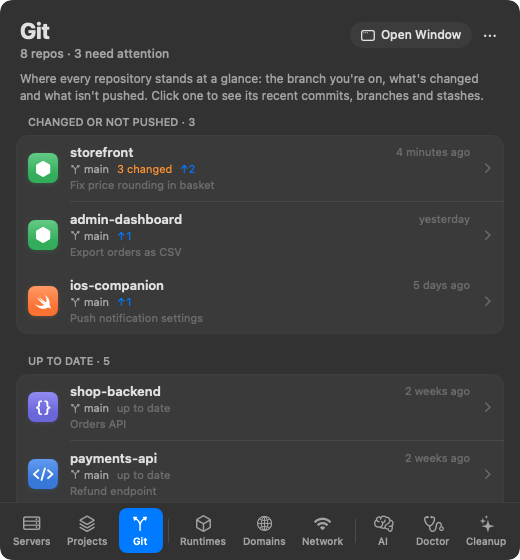 Git
8 repos · 3 need attention
Open Window
Where every repository stands at a glance: the branch you're on, what's changed
and what isn't pushed. Click one to see its recent commits, branches and stashes.
CHANGED OR NOT PUSHED · 3
storefront
4 minutes ago
main 3 changed ↑2
Fix price rounding in basket
admin-dashboard
yesterday
main ↑1
Export orders as CSV
ios-companion
5 days ago
main ↑1
Push notification settings
UP TO DATE · 5
shop-backend
2 weeks ago
main up to date
Orders API
payments-api
2 weeks ago
main up to date
Refund endpoint
Servers Projects Git Runtimes Domains Network AI Doctor Cleanup